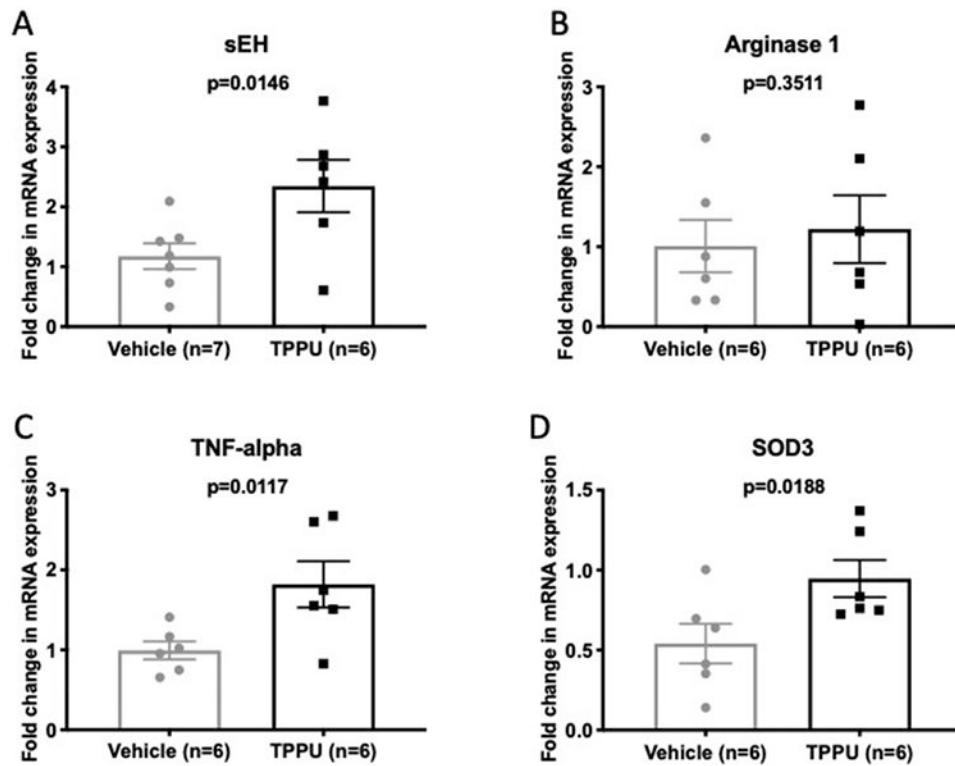 A
sEH
p=0.0146
Fold change in mRNA expression
4
3
2
1
0
Vehicle (n=7) TPPU (n=6)
B
Arginase 1
p=0.3511
Fold change in mRNA expression
3
2
1
0
Vehicle (n=6) TPPU (n=6)
C
TNF-alpha
p=0.0117
Fold change in mRNA expression
3
2
1
0
Vehicle (n=6) TPPU (n=6)
D
SOD3
p=0.0188
Fold change in mRNA expression
1.5
1.0
0.5
0.0
Vehicle (n=6) TPPU (n=6)